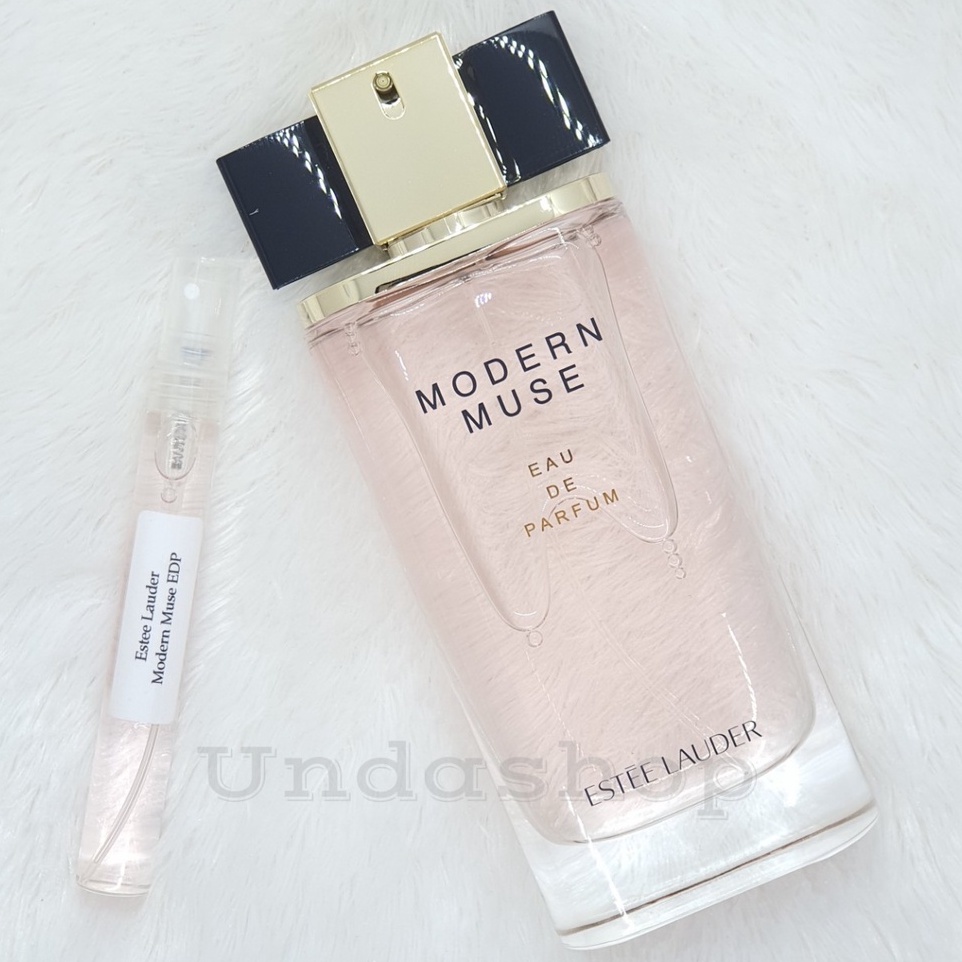 MODERN
MUSE
EAU
DE
PARFUM
ESTĒE LAUDER
Estee Lauder
Modern Muse EDP
Undashop